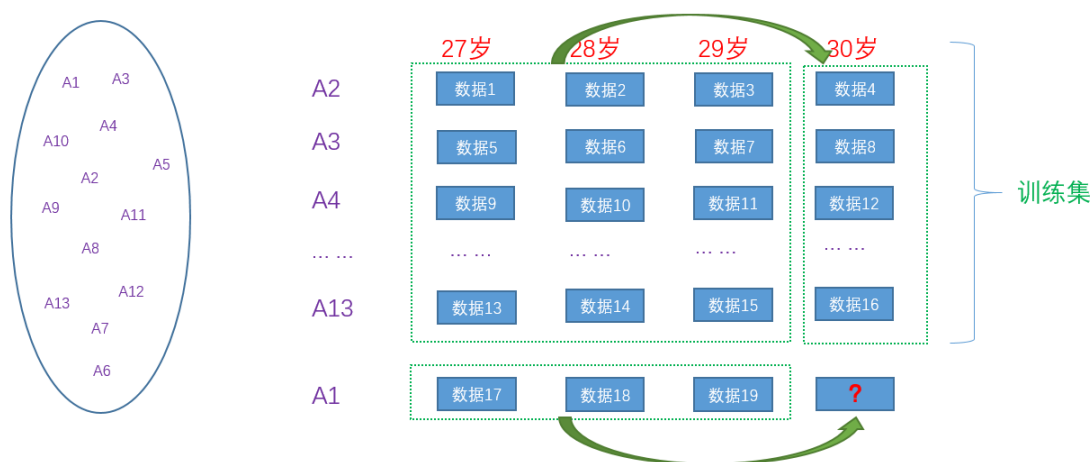 A1 A3
A4
A10
A5
A2
A9 A11
A8
A12
A13
A7
A6
27岁 28岁 29岁 30岁
A2 数据1 数据2 数据3 数据4
A3 数据5 数据6 数据7 数据8
A4 数据9 数据10 数据11 数据12
... ... ... ... ... ... ... ... ... ...
A13 数据13 数据14 数据15 数据16
A1 数据17 数据18 数据19 ?
训练集